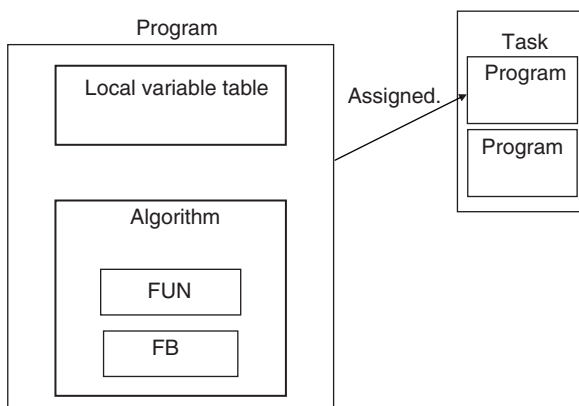 Program
Local variable table
Algorithm
FUN
FB
Assigned.
Task
Program
Program